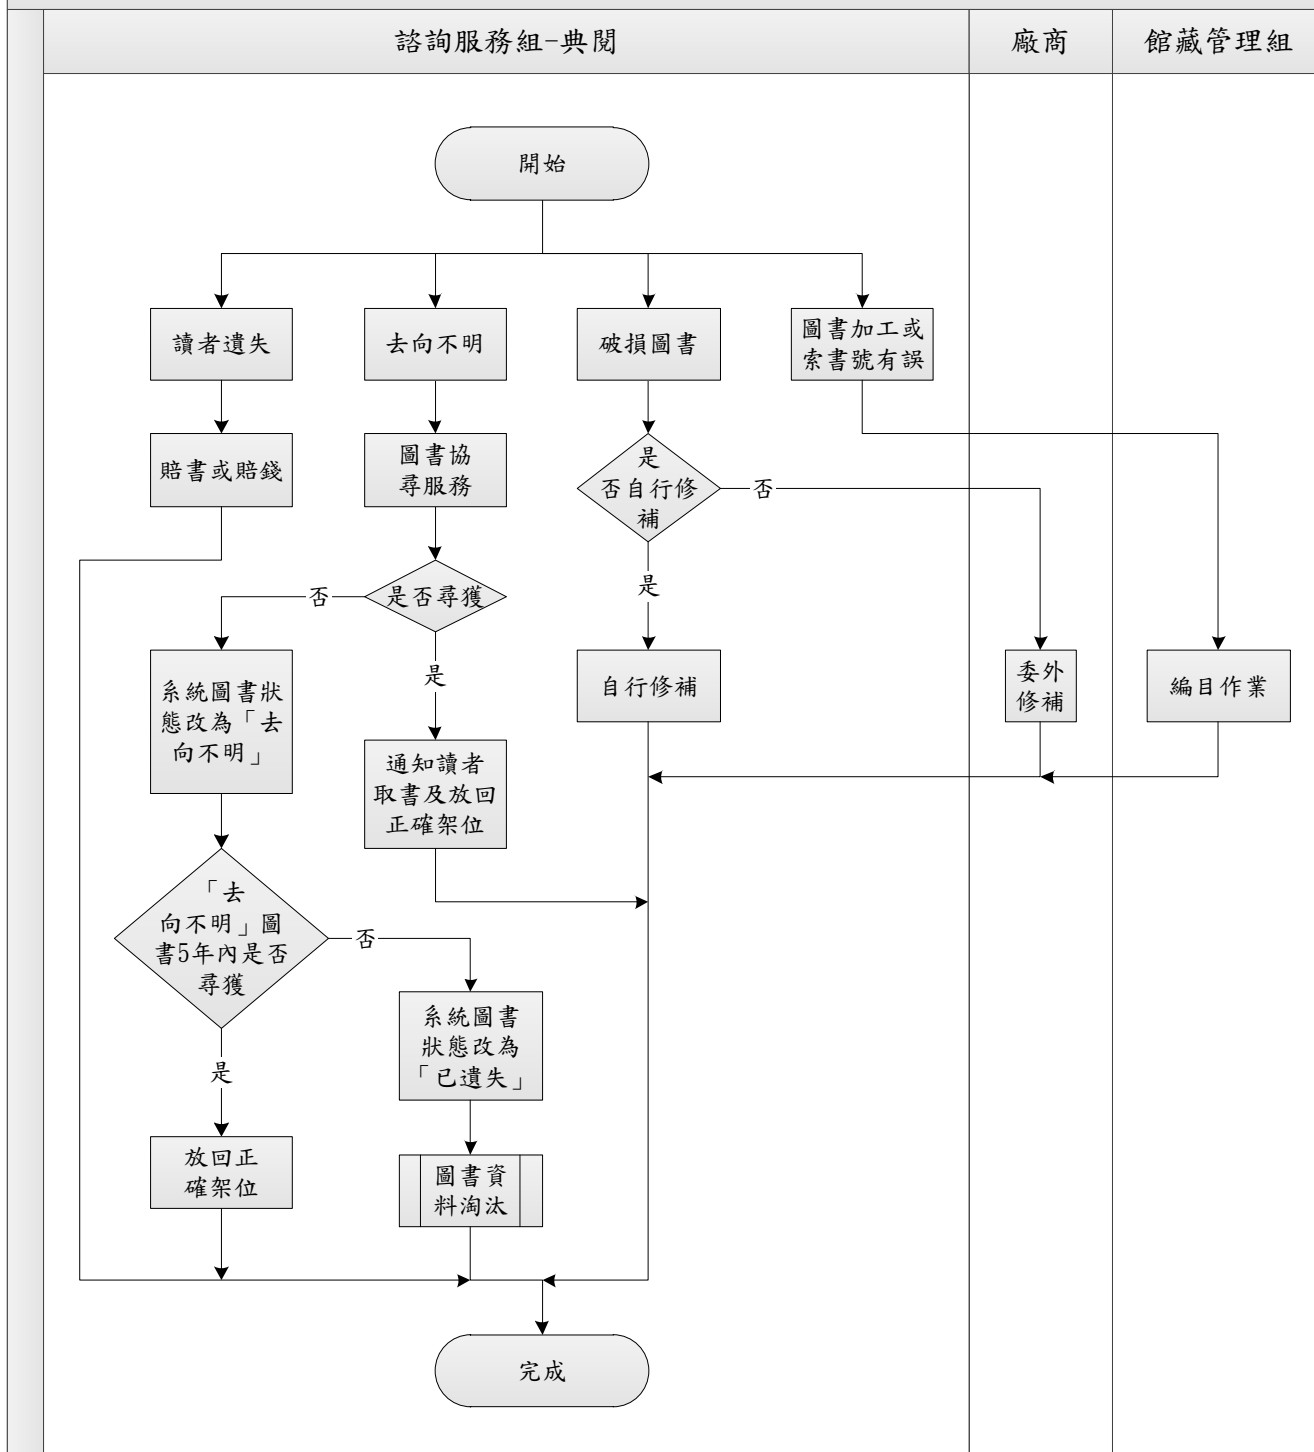 諮詢服務組-典閱
廠商
館藏管理組
開始
讀者遺失
去向不明
破損圖書
圖書加工或
索書號有誤
賠書或賠錢
圖書協
尋服務
是
否自行修
補
否
是否尋獲
否
是
是
系統圖書狀
態改為「去
向不明」
自行修補
委外
修補
編目作業
通知讀者
取書及放回
正確架位
「去
向不明」圖
書5年內是否
尋獲
否
系統圖書
狀態改為
「已遺失」
是
放回正
確架位
圖書資
料淘汰
完成